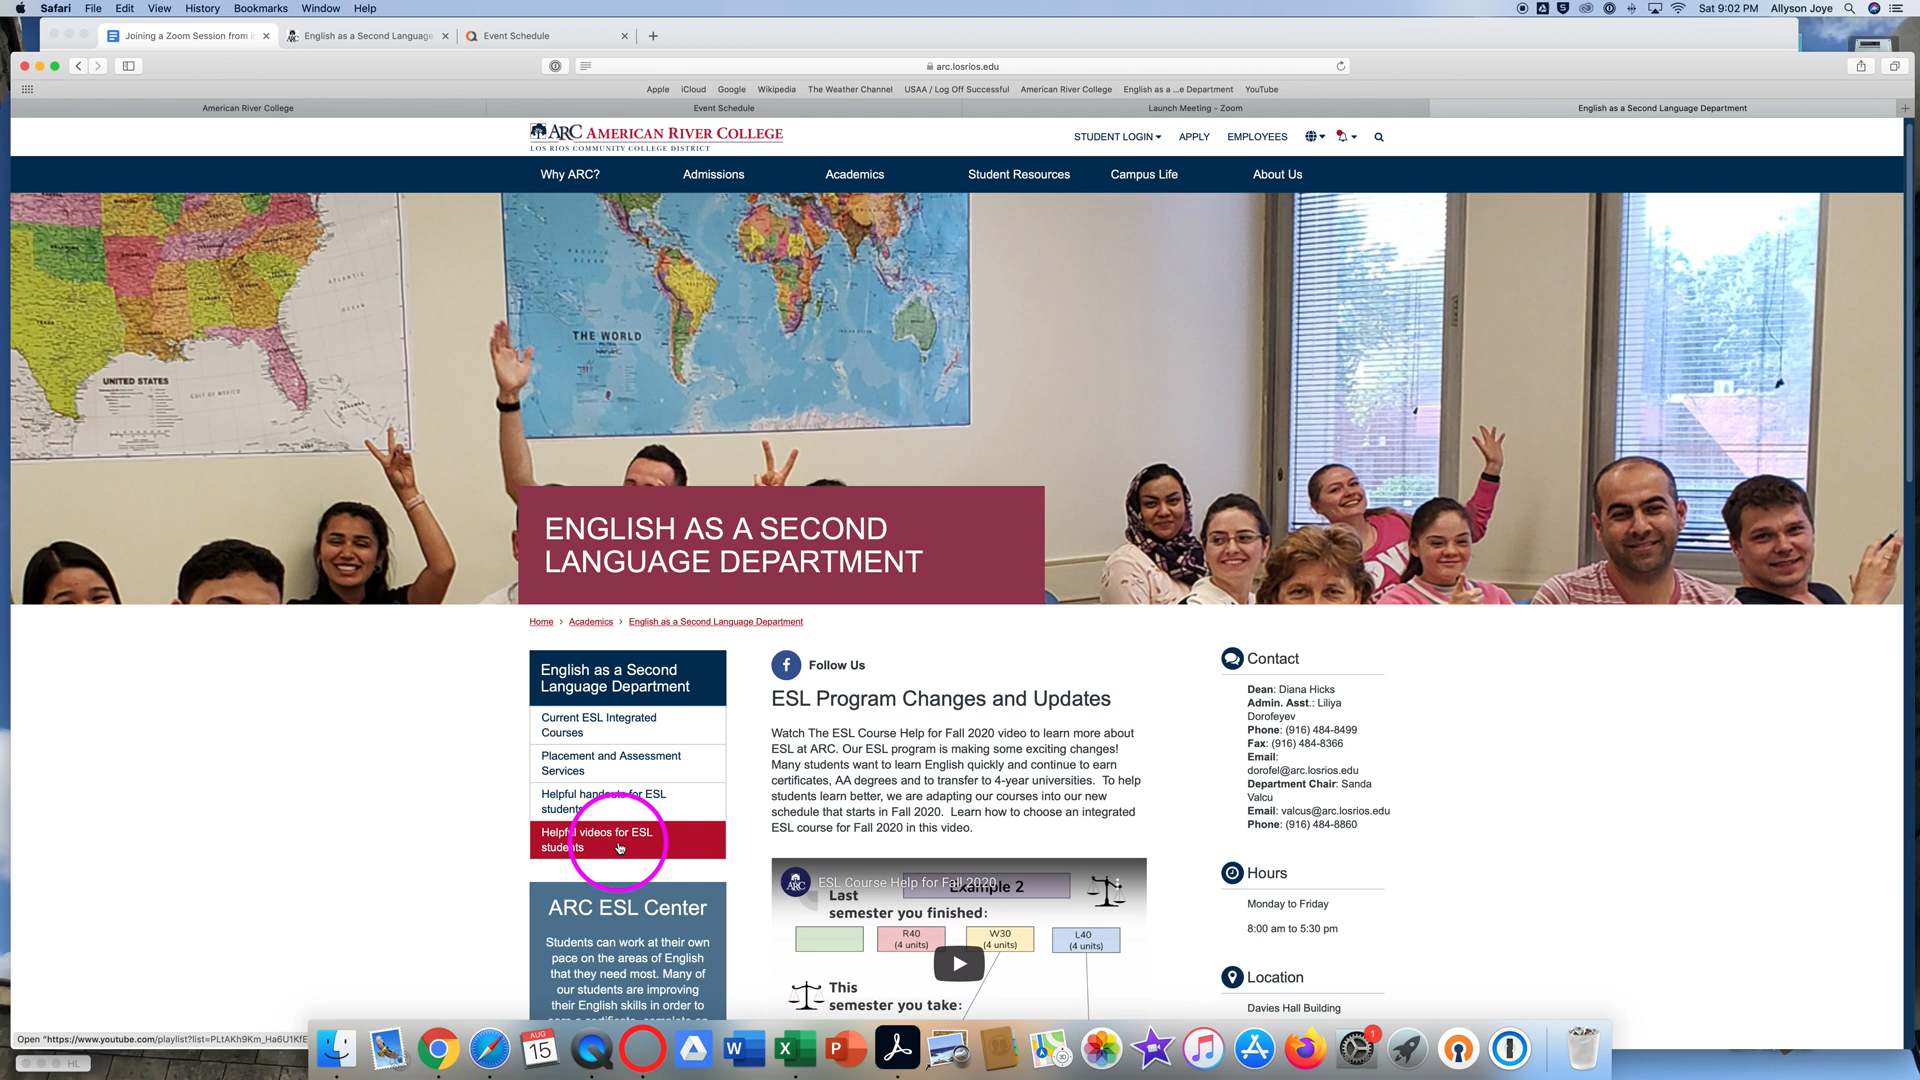 Safari File Edit View History Bookmarks Window Help
Sat 9:02 PM Allyson Joye
Joining a Zoom Session from
English as a Second Language
Event Schedule
arc.losrios.edu
Apple iCloud Google Wikipedia The Weather Channel USAA / Log Off Successful American River College English as a ...e Department YouTube
American River College
Event Schedule
Launch Meeting - Zoom
English as a Second Language Department
ARC AMERICAN RIVER COLLEGE
LOS RIOS COMMUNITY COLLEGE DISTRICT
STUDENT LOGIN APPLY EMPLOYEES
Why ARC? Admissions Academics Student Resources Campus Life About Us
THE WORLD
UNITED STATES
GULF OF MEXICO
ATLANTIC
OCEAN
ENGLISH AS A SECOND
LANGUAGE DEPARTMENT
Home > Academics > English as a Second Language Department
English as a Second
Language Department
Current ESL Integrated
Courses
Placement and Assessment
Services
Helpful handouts for ESL
students
Helpful videos for ESL
students
ARC ESL Center
Students can work at their own
pace on the areas of English
that they need most. Many of
our students are improving
their English skills in order to
Follow Us
ESL Program Changes and Updates
Watch The ESL Course Help for Fall 2020 video to learn more about
ESL at ARC. Our ESL program is making some exciting changes!
Many students want to learn English quickly and continue to earn
certificates, AA degrees and to transfer to 4-year universities. To help
students learn better, we are adapting our courses into our new
schedule that starts in Fall 2020. Learn how to choose an integrated
ESL course for Fall 2020 in this video.
ARC
ESL Course Help for Fall 2020
Example 2
Last
semester you finished:
R40
(4 units)
W30
(4 units)
L40
(4 units)
This
semester you take:
Contact
Dean: Diana Hicks
Admin. Asst.: Liliya
Dorofeyev
Phone: (916) 484-8499
Fax: (916) 484-8366
Email:
dorofel@arc.losrios.edu
Department Chair: Sanda
Valcu
Email: valcus@arc.losrios.edu
Phone: (916) 484-8860
Hours
Monday to Friday
8:00 am to 5:30 pm
Location
Davies Hall Building
Open "https://www.youtube.com/playlist?list=PLtAKh9Km_Ha6U1KfE
HL
AUG
15
W
X
P
3D
1